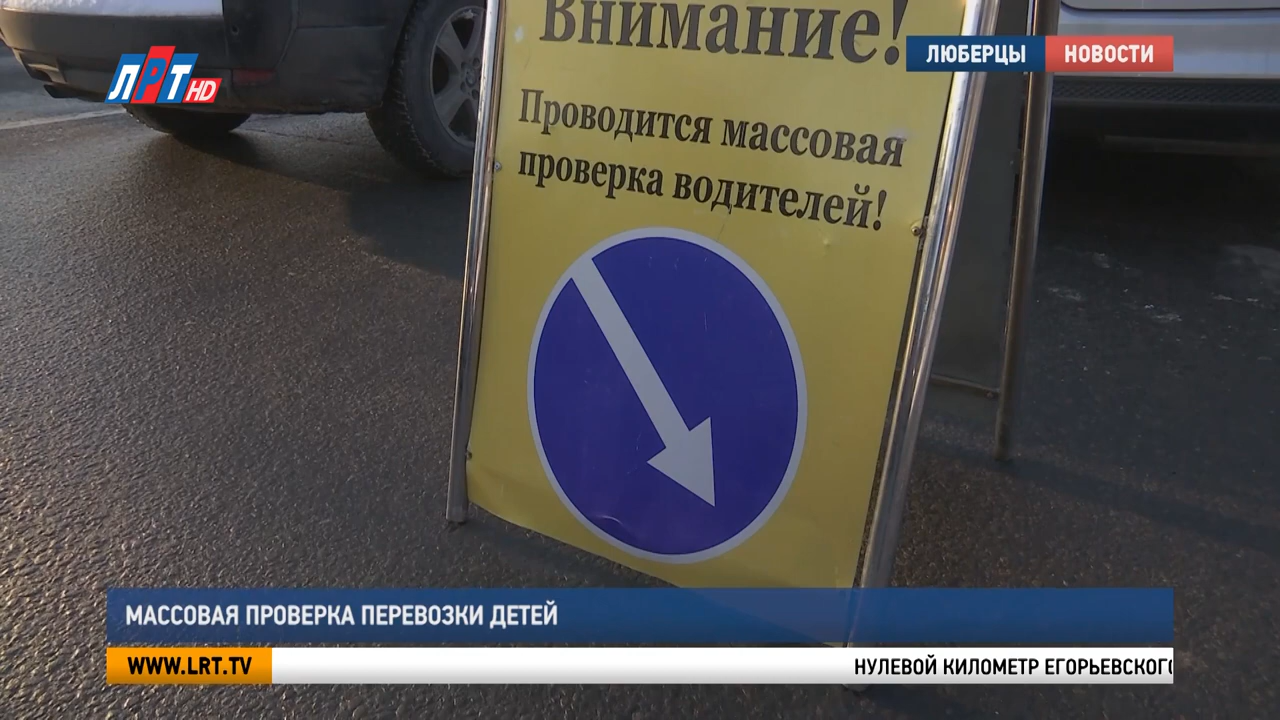 Внимание!
ЛРТ HD
ЛЮБЕРЦЫ НОВОСТИ
Проводится массовая
проверка водителей!
МАССОВАЯ ПРОВЕРКА ПЕРЕВОЗКИ ДЕТЕЙ
WWW.LRT.TV НУЛЕВОЙ КИЛОМЕТР ЕГОРЬЕВСКОГО